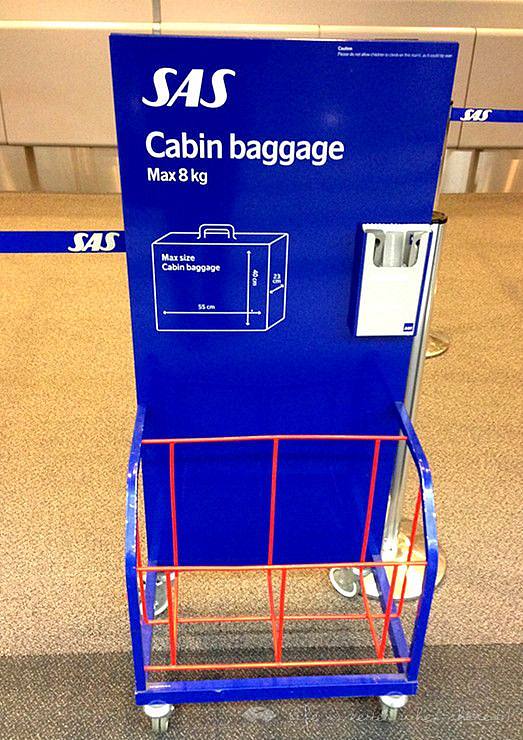 Caution
SAS
Cabin baggage
Max 8 kg
Max size
Cabin baggage
40 cm
23
cm
55 cm
SAS
SAS
SAS